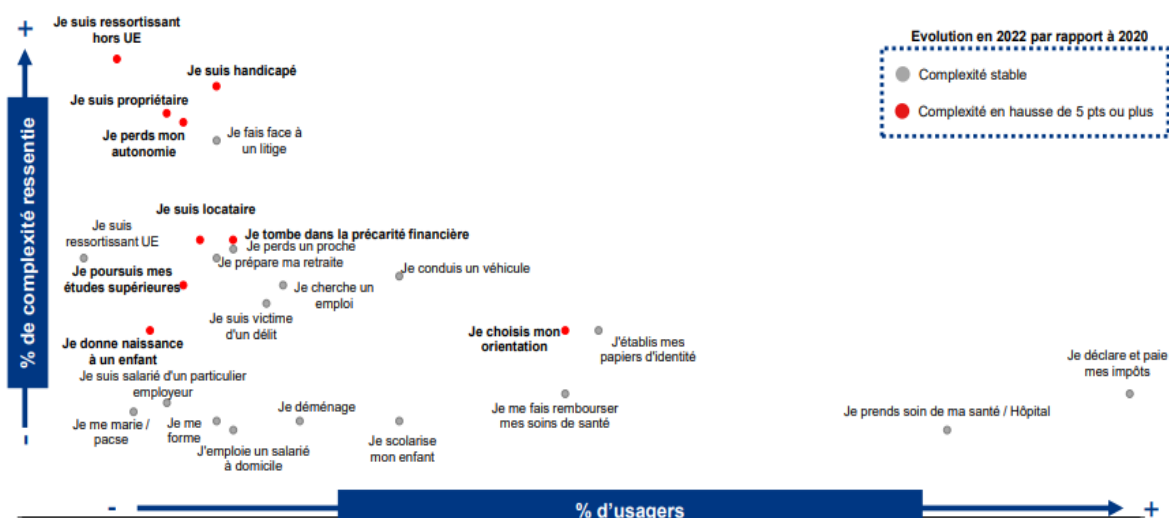 +
Je suis ressortissant
hors UE
Evolution en 2022 par rapport à 2020
Complexité stable
Complexité en hausse de 5 pts ou plus
Je suis handicapé
Je suis propriétaire
Je perds mon
autonomie
Je fais face à
un litige
% de complexité ressentie
Je suis locataire
Je suis
ressortissant UE
Je tombe dans la précarité financière
Je perds un proche
Je prépare ma retraite
Je conduis un véhicule
Je poursuis mes
études supérieures
Je cherche un
emploi
Je suis victime
d'un délit
Je choisis mon
orientation
J'établis mes
papiers d'identité
Je donne naissance
à un enfant
Je déclare et paie
mes impôts
Je suis salarié d'un particulier
employeur
Je me marie /
pacse
Je me
forme
J'emploie un salarié
à domicile
Je déménage
Je scolarise
mon enfant
Je me fais rembourser
mes soins de santé
Je prends soin de ma santé / Hôpital
-
-
% d'usagers
+